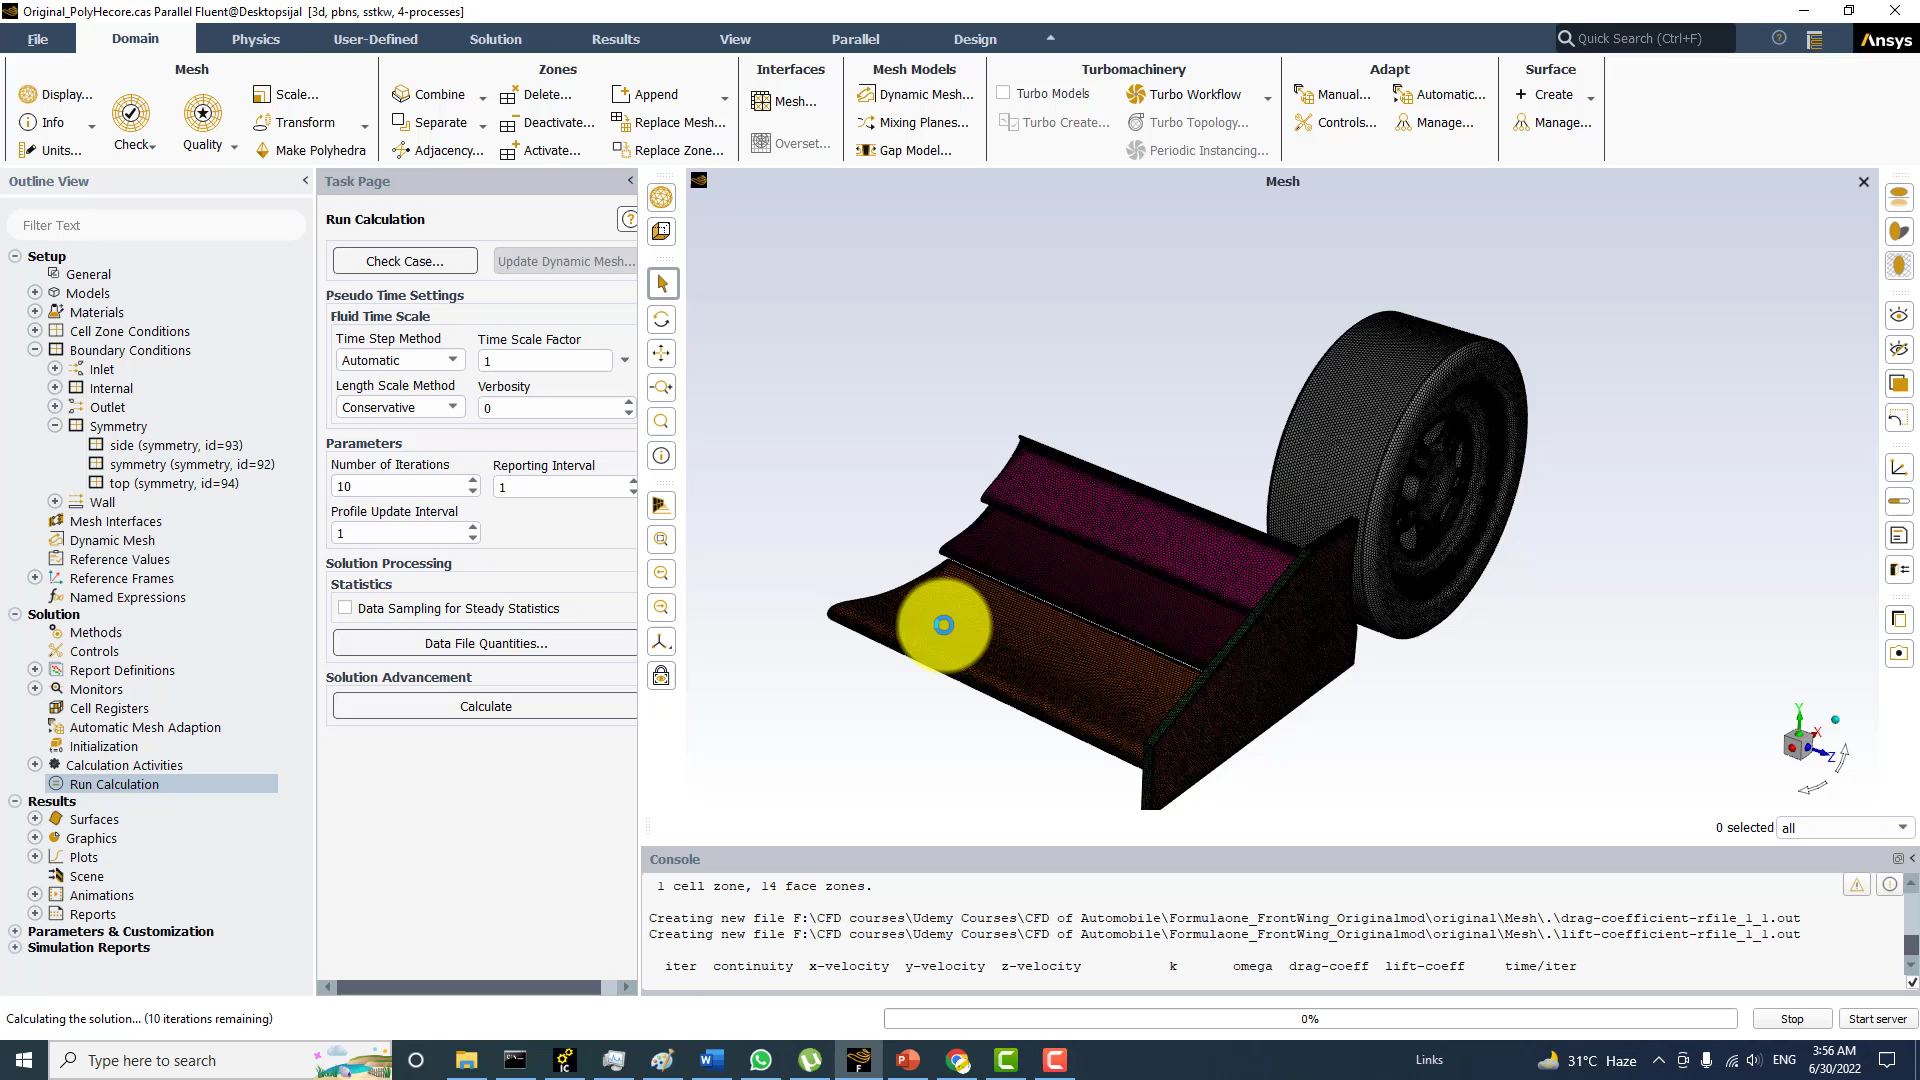 Original_PolyHecore.cas Parallel Fluent@Desktopsijal [3d, pbns, sstkw, 4-processes]
File
Domain
Physics
User-Defined
Solution
Results
View
Parallel
Design
Quick Search (Ctrl+F)
Ansys
Mesh
Display...
Info
Units...
Check
Quality
Scale...
Transform
Make Polyhedra
Zones
Combine
Separate
Adjacency...
Delete...
Deactivate...
Activate...
Append
Replace Mesh...
Replace Zone...
Interfaces
Mesh...
Overset...
Mesh Models
Dynamic Mesh...
Mixing Planes...
Gap Model...
Turbomachinery
Turbo Models
Turbo Create...
Turbo Workflow
Turbo Topology...
Periodic Instancing...
Adapt
Manual...
Controls...
Automatic...
Manage...
Surface
Create
Manage...
Outline View
Filter Text
Setup
General
Models
Materials
Cell Zone Conditions
Boundary Conditions
Inlet
Internal
Outlet
Symmetry
side (symmetry, id=93)
symmetry (symmetry, id=92)
top (symmetry, id=94)
Wall
Mesh Interfaces
Dynamic Mesh
Reference Values
Reference Frames
Named Expressions
Solution
Methods
Controls
Report Definitions
Monitors
Cell Registers
Automatic Mesh Adaption
Initialization
Calculation Activities
Run Calculation
Results
Surfaces
Graphics
Plots
Scene
Animations
Reports
Parameters & Customization
Simulation Reports
Task Page
Run Calculation
Check Case...
Update Dynamic Mesh...
Pseudo Time Settings
Fluid Time Scale
Time Step Method
Time Scale Factor
Automatic
1
Length Scale Method
Verbosity
Conservative
0
Parameters
Number of Iterations
Reporting Interval
10
1
Profile Update Interval
1
Solution Processing
Statistics
Data Sampling for Steady Statistics
Data File Quantities...
Solution Advancement
Calculate
Mesh
Y
X
Z
0 selected
all
Console
1 cell zone, 14 face zones.
Creating new file F:\CFD courses\Udemy Courses\CFD of Automobile\Formulaone_FrontWing_Originalmod\original\Mesh\.\drag-coefficient-rfile_1_1.out
Creating new file F:\CFD courses\Udemy Courses\CFD of Automobile\Formulaone_FrontWing_Originalmod\original\Mesh\.\lift-coefficient-rfile_1_1.out
iter continuity x-velocity y-velocity z-velocity k omega drag-coeff lift-coeff time/iter
Calculating the solution... (10 iterations remaining)
0%
Stop
Start server
Type here to search
Links
31°C Haze
ENG
3:56 AM
6/30/2022